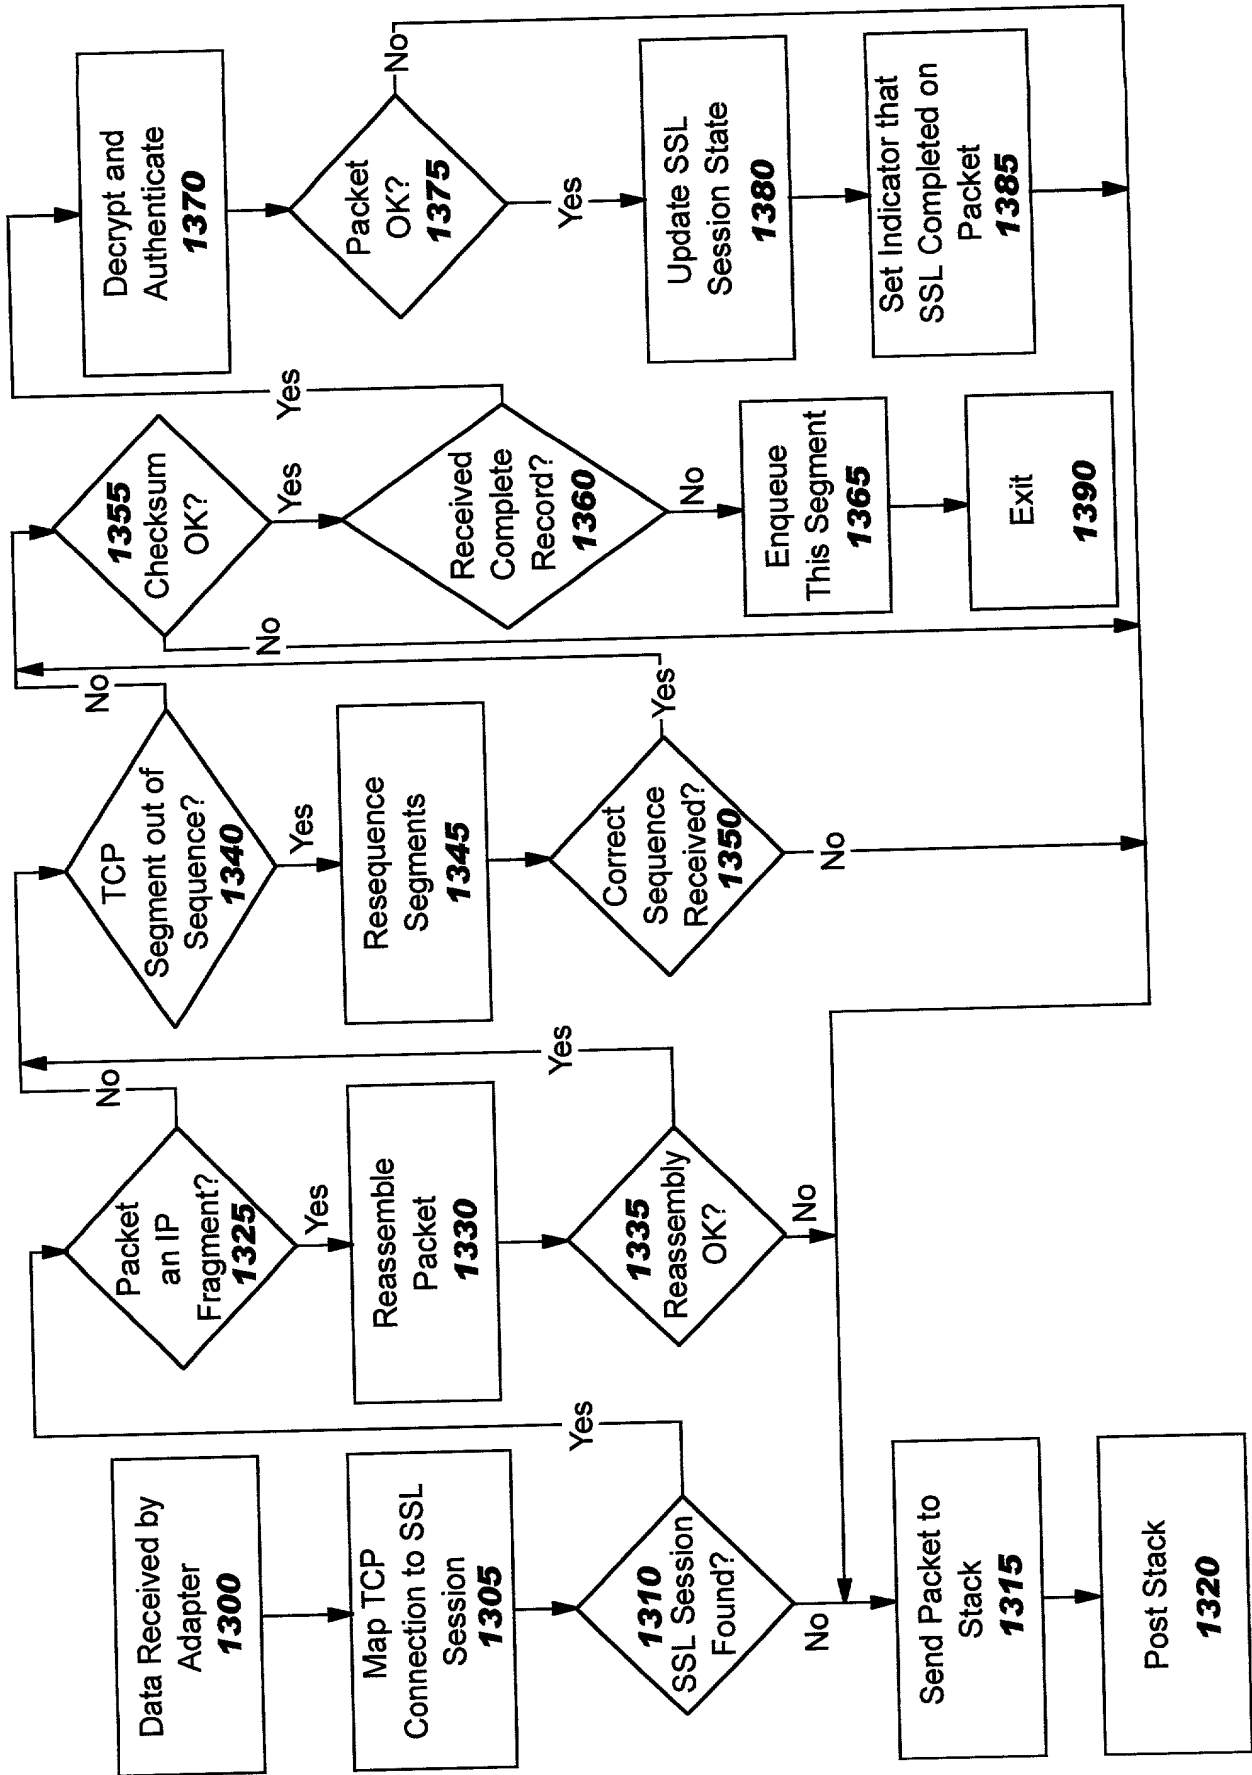 Data Received by
Adapter
1300
Map TCP
Connection to SSL
Session
1305
1310
SSL Session
Found?
Yes
No
Send Packet to
Stack
1315
Post Stack
1320
Packet
an IP
Fragment?
1325
No
Yes
Reassemble
Packet
1330
1335
Reassembly
OK?
Yes
No
TCP
Segment out of
Sequence?
1340
No
Yes
Resequence
Segments
1345
Correct
Sequence
Received?
1350
Yes
No
1355
Checksum
OK?
No
Yes
Received
Complete
Record?
1360
Yes
No
Enqueue
This Segment
1365
Exit
1390
Decrypt and
Authenticate
1370
Packet
OK?
1375
No
Yes
Update SSL
Session State
1380
Set Indicator that
SSL Completed on
Packet
1385